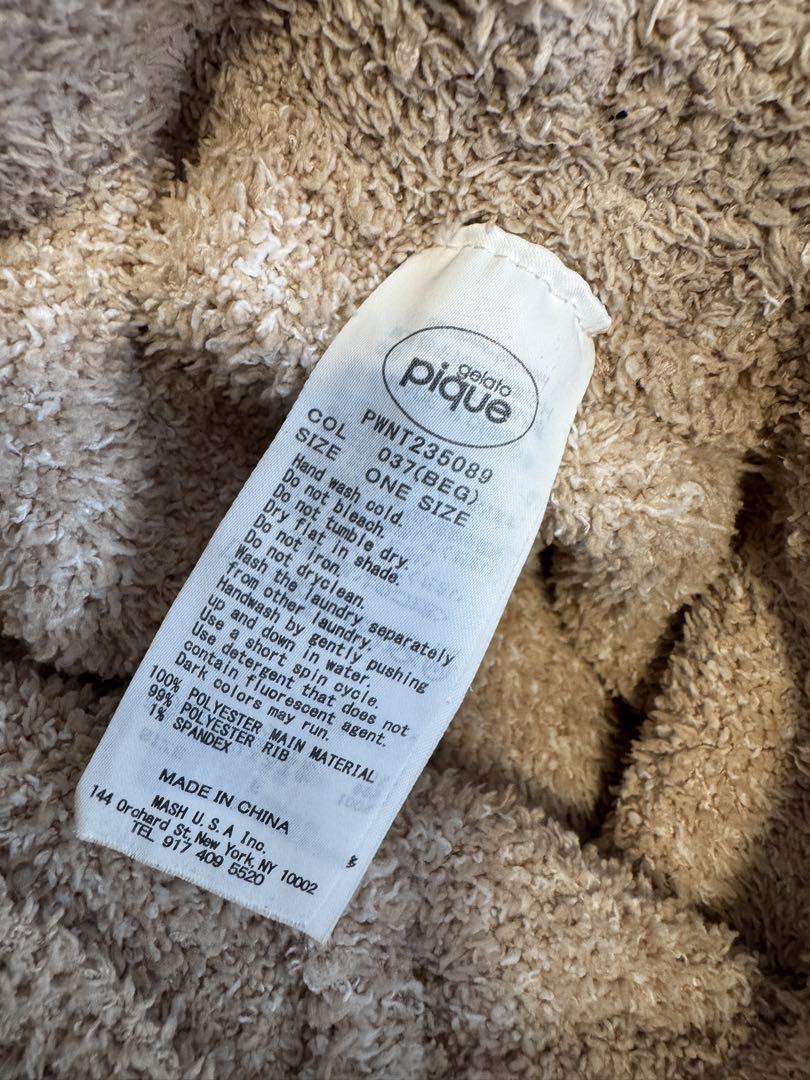 gelato
pique
PWNT235089
COL 037(BEG)
SIZE ONE SIZE
Hand wash cold.
Do not bleach.
Do not tumble dry.
Dry flat in shade.
Do not iron.
Do not dryclean.
Wash the laundry separately
from other laundry.
Handwash by gently pushing
up and down in water.
Use a short spin cycle.
Use detergent that does not
contain fluorescent agent.
Dark colors may run.
100% POLYESTER MAIN MATERIAL
99% POLYESTER RIB
1% SPANDEX
MADE IN CHINA
MASH U.S.A Inc.
144 Orchard St, New York, NY 10002
TEL 917 409 5520